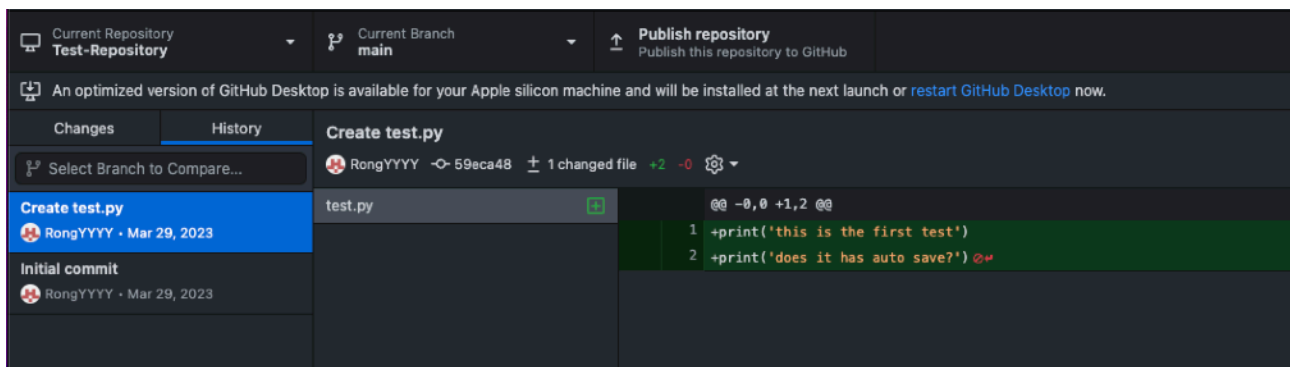 Current Repository
Test-Repository
Current Branch
main
Publish repository
Publish this repository to GitHub
An optimized version of GitHub Desktop is available for your Apple silicon machine and will be installed at the next launch or restart GitHub Desktop now.
Changes
History
Select Branch to Compare...
Create test.py
RongYYYY • Mar 29, 2023
Initial commit
RongYYYY • Mar 29, 2023
Create test.py
RongYYYY 59eca48 1 changed file +2 -0
test.py
@@ -0,0 +1,2 @@
1 +print('this is the first test')
2 +print('does it has auto save?')